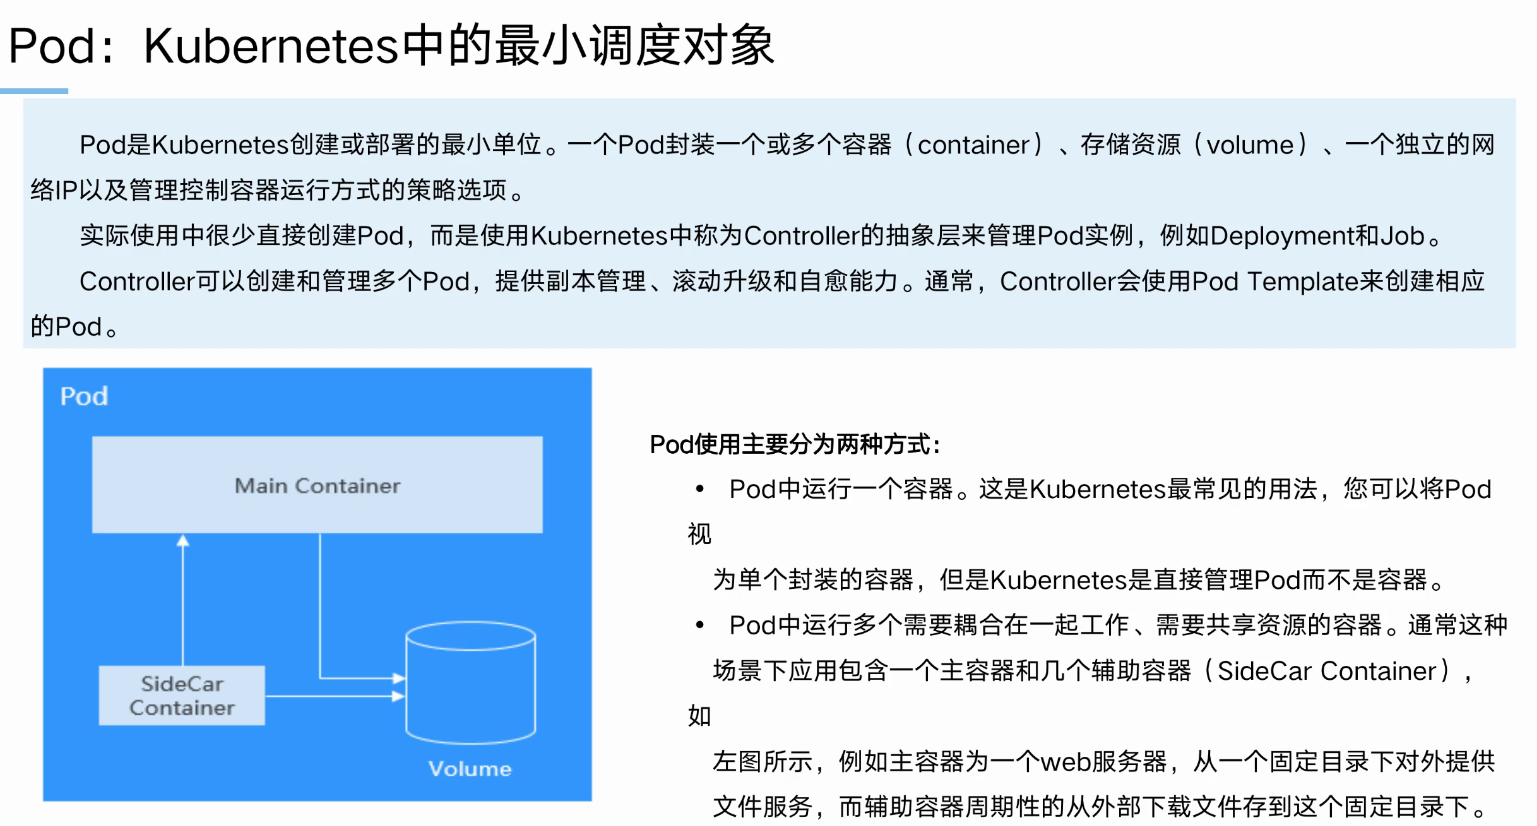 Pod：Kubernetes中的最小调度对象
Pod是Kubernetes创建或部署的最小单位。一个Pod封装一个或多个容器（container）、存储资源（volume）、一个独立的网
络IP以及管理控制容器运行方式的策略选项。
实际使用中很少直接创建Pod，而是使用Kubernetes中称为Controller的抽象层来管理Pod实例，例如Deployment和Job。
Controller可以创建和管理多个Pod，提供副本管理、滚动升级和自愈能力。通常，Controller会使用Pod Template来创建相应
的Pod。
Pod
Main Container
SideCar
Container
Volume
Pod使用主要分为两种方式：
• Pod中运行一个容器。这是Kubernetes最常见的用法，您可以将Pod
视
为单个封装的容器，但是Kubernetes是直接管理Pod而不是容器。
• Pod中运行多个需要耦合在一起工作、需要共享资源的容器。通常这种
场景下应用包含一个主容器和几个辅助容器（SideCar Container），
如
左图所示，例如主容器为一个web服务器，从一个固定目录下对外提供
文件服务，而辅助容器周期性的从外部下载文件存到这个固定目录下。